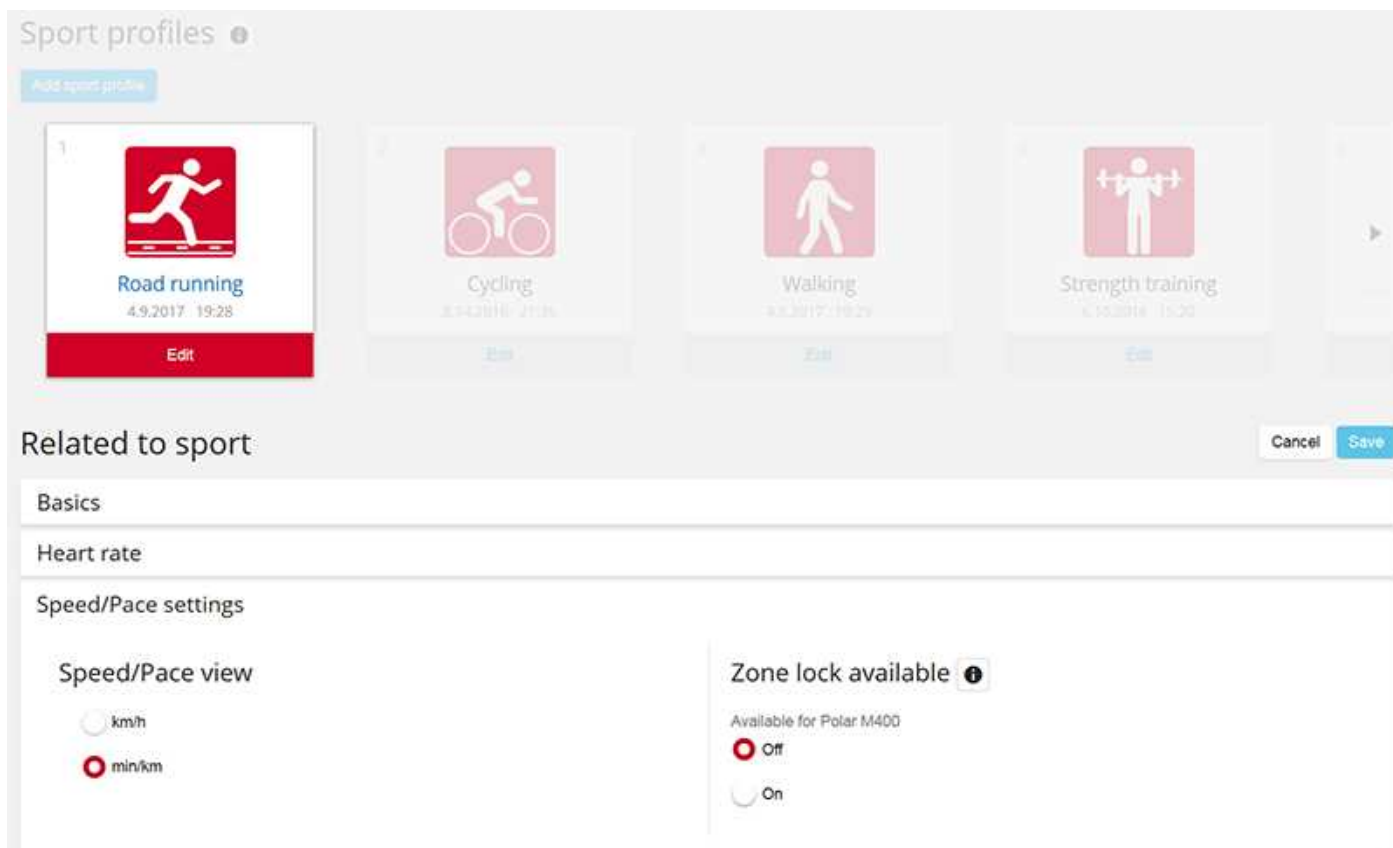 Sport profiles
Add sport profile
1
Road running
4.9.2017 19:28
Edit
Cycling
Edit
Walking
Edit
Strength training
Edit
Related to sport
Cancel
Save
Basics
Heart rate
Speed/Pace settings
Speed/Pace view
km/h
min/km
Zone lock available
Available for Polar M400
Off
On